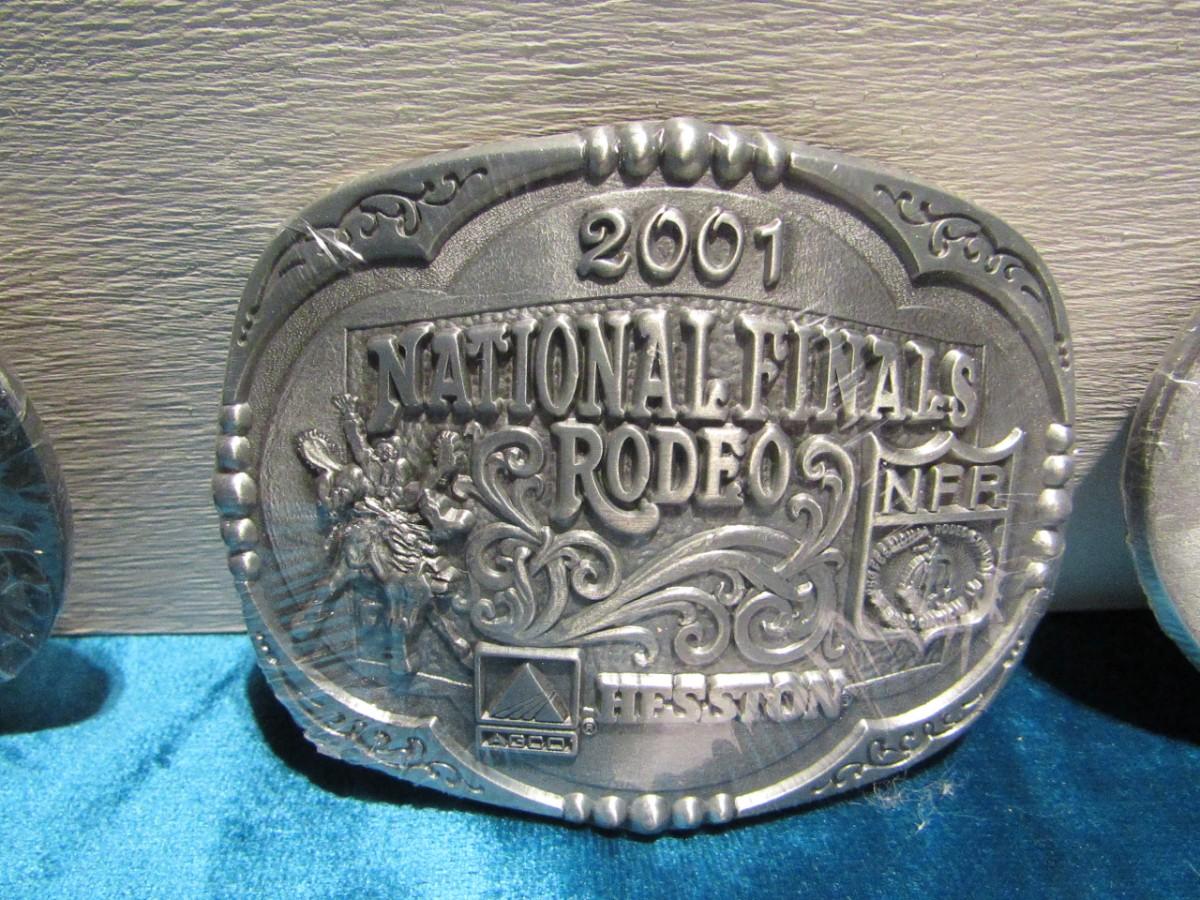 2001
NATIONAL FINALS
RODEO
NFR
AGCO ®
HESSTON